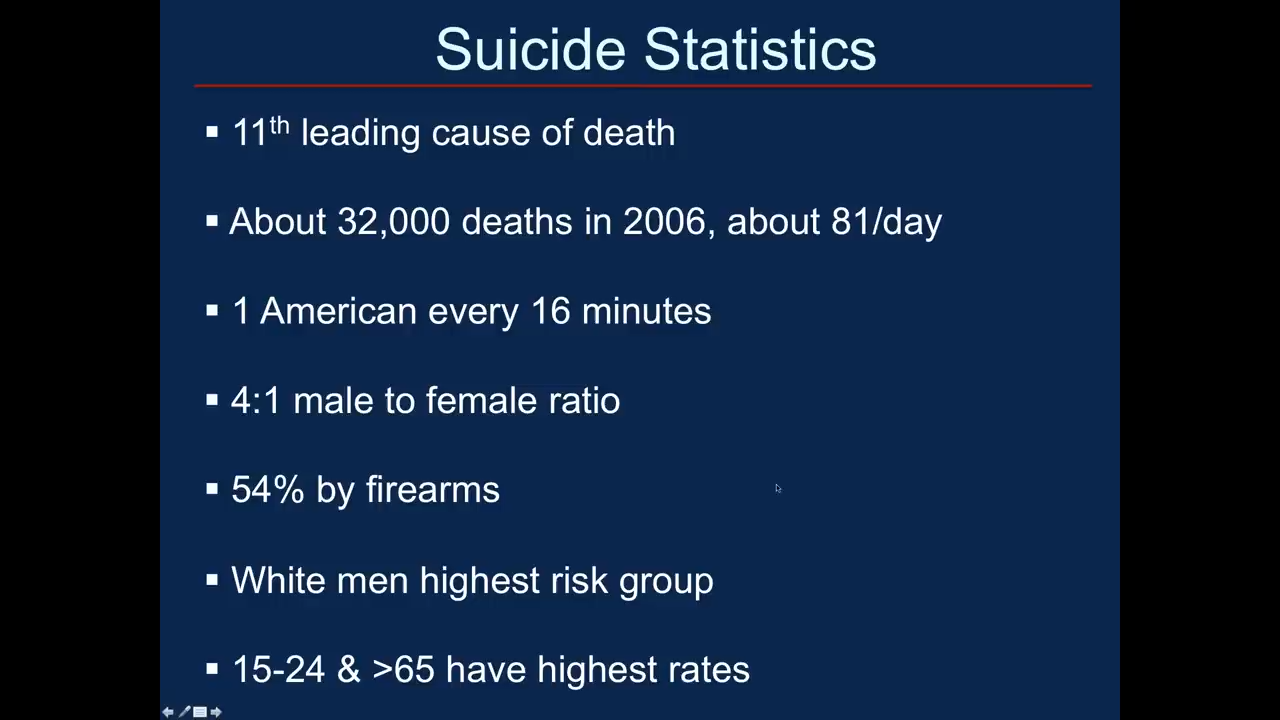 Suicide Statistics
▪ 11th leading cause of death
▪ About 32,000 deaths in 2006, about 81/day
▪ 1 American every 16 minutes
▪ 4:1 male to female ratio
▪ 54% by firearms
▪ White men highest risk group
▪ 15-24 & >65 have highest rates